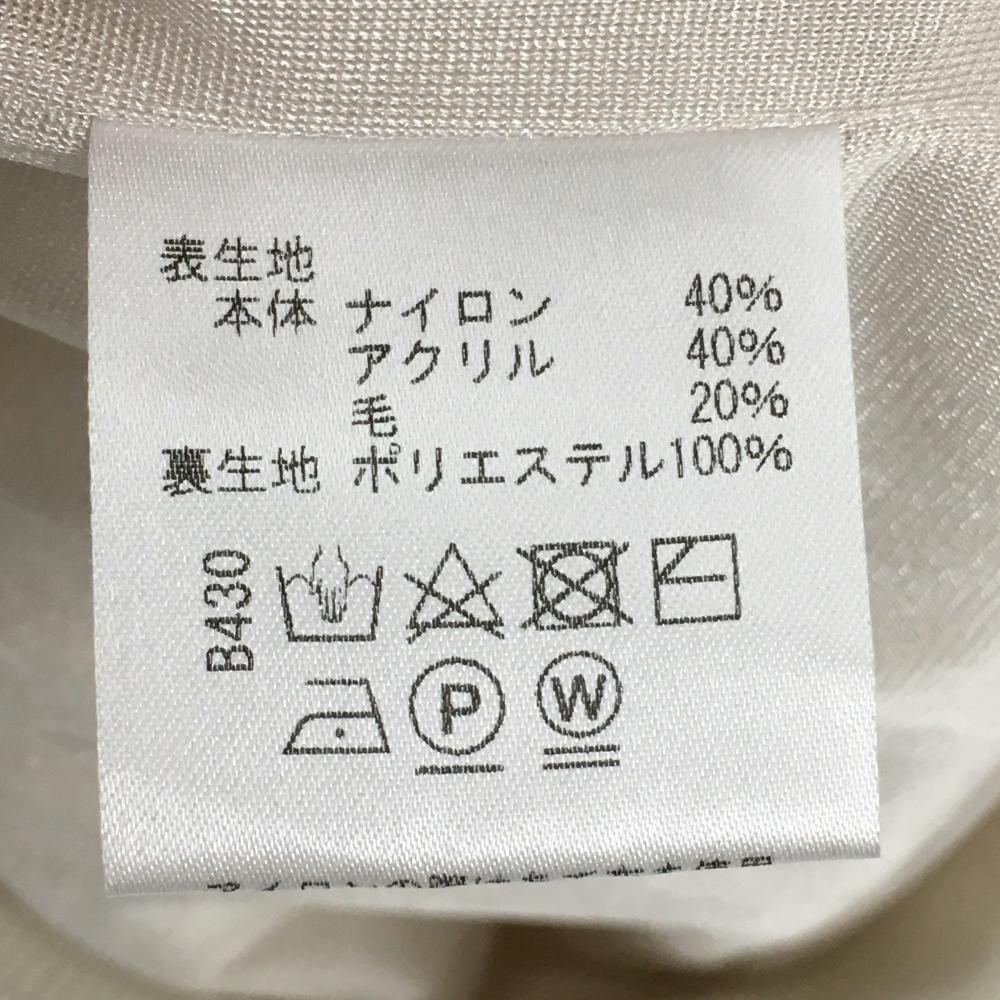 表生地
本体 ナイロン 40%
アクリル 40%
毛 20%
裏生地 ポリエステル100%
B430
P
W